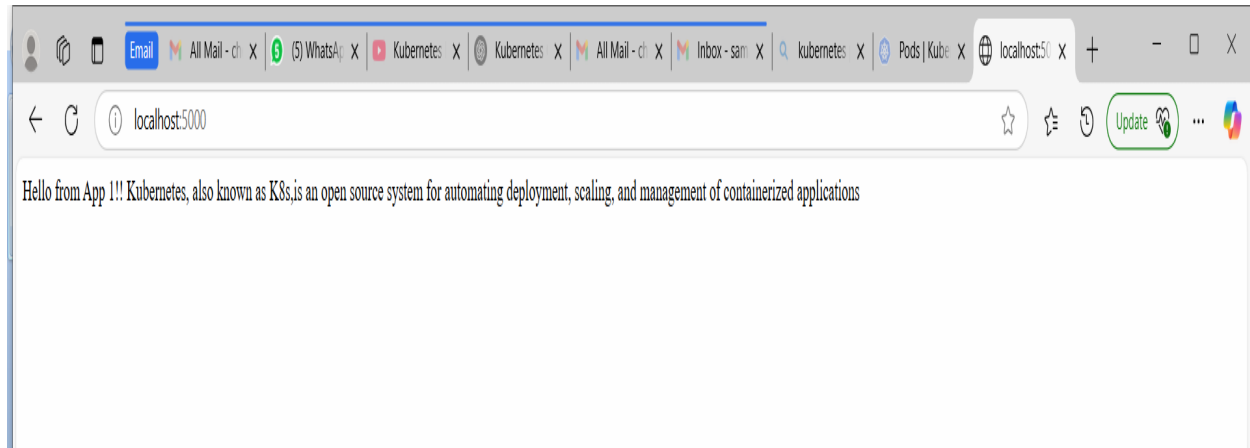 Email All Mail - ch (5) WhatsAp Kubernetes Kubernetes All Mail - ch Inbox - sam kubernetes Pods | Kube localhost:50
localhost:5000 Update
Hello from App 1!! Kubernetes, also known as K8s,is an open source system for automating deployment, scaling, and management of containerized applications